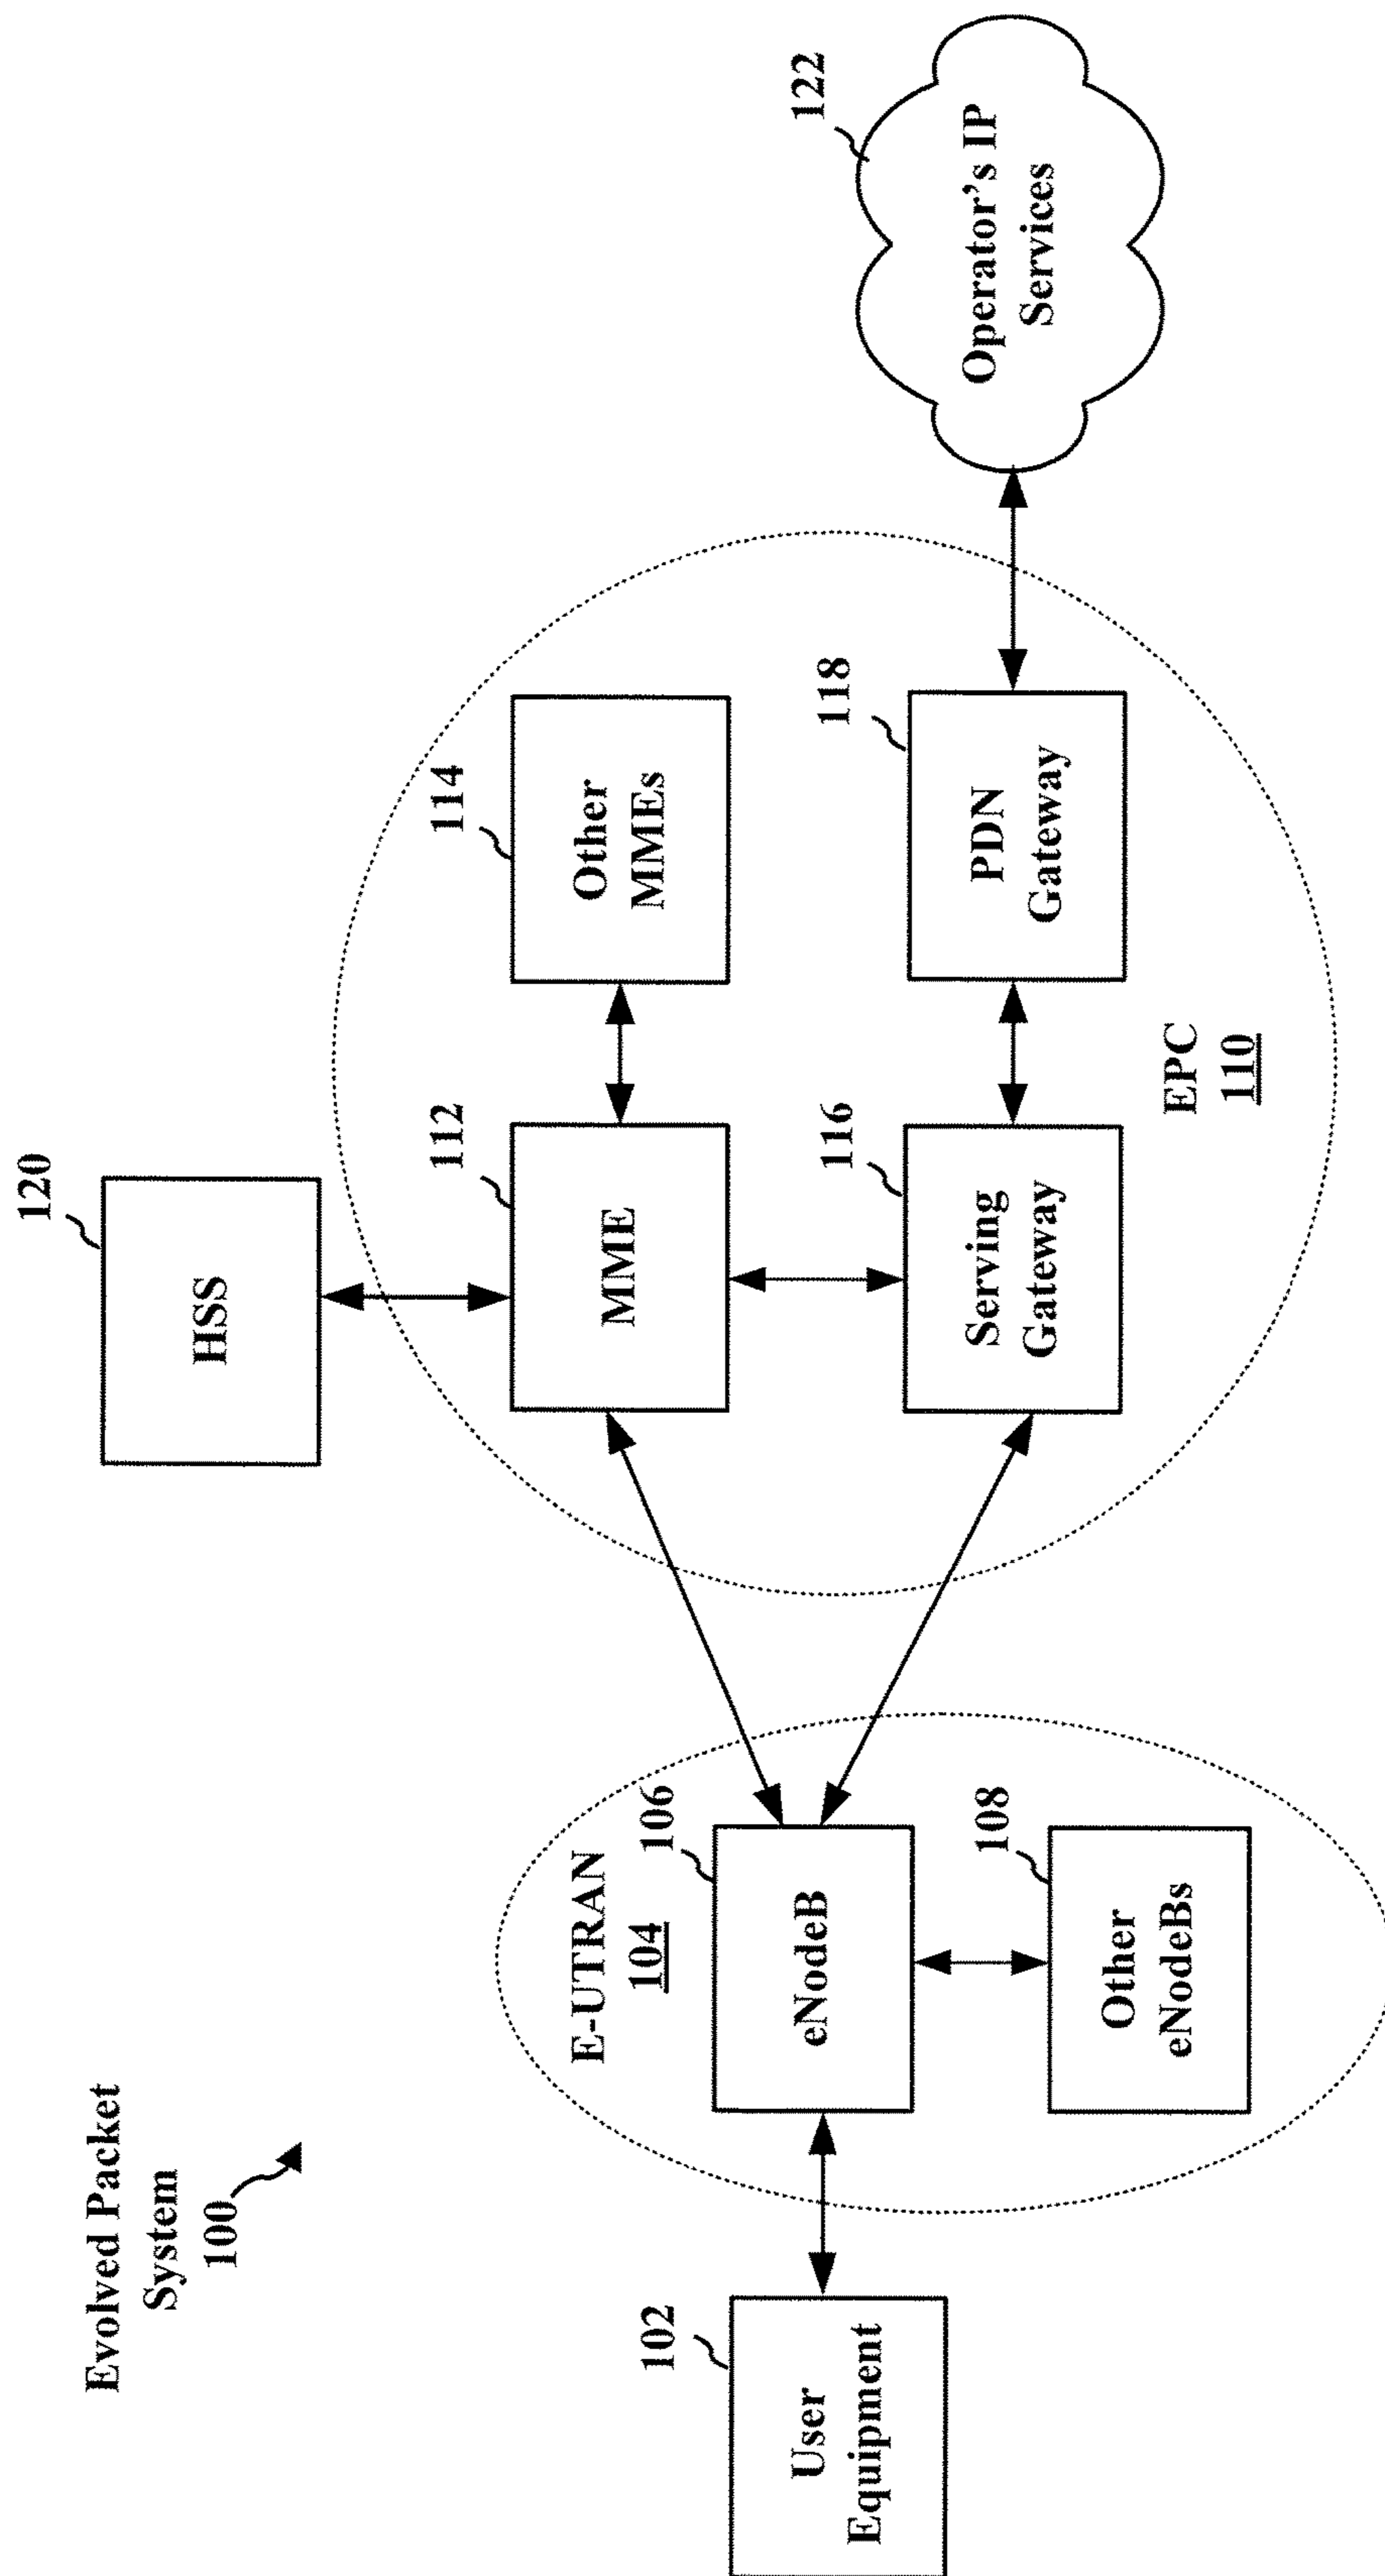 Evolved Packet
System
100
120
HSS
E-UTRAN
104
112
MME
114
Other
MMEs
102
User
Equipment
106
eNodeB
116
Serving
Gateway
118
PDN
Gateway
122
Operator's IP
Services
108
Other
eNodeBs
EPC
110